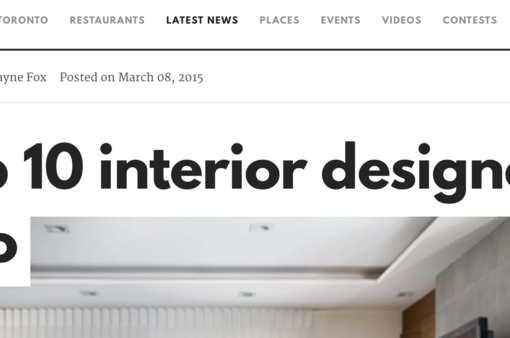 TORONTO RESTAURANTS LATEST NEWS PLACES EVENTS VIDEOS CONTESTS
ayne Fox Posted on March 08, 2015
o 10 interior designe
o